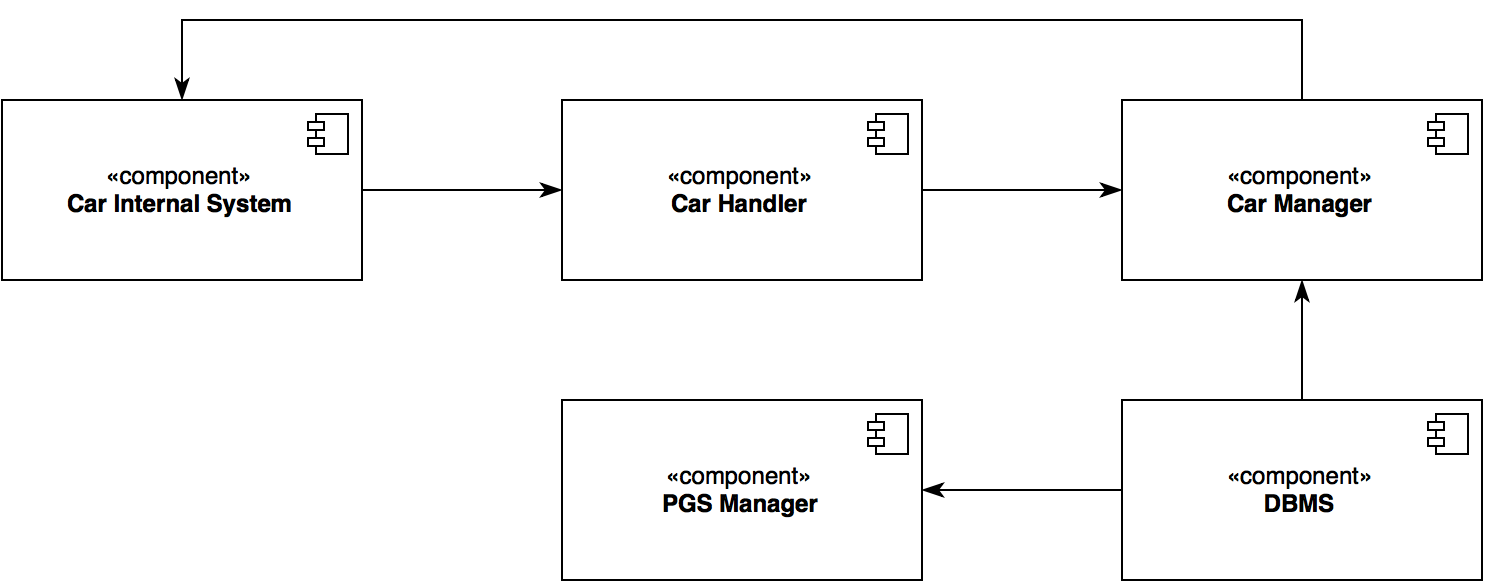 «component»
Car Internal System
«component»
Car Handler
«component»
Car Manager
«component»
PGS Manager
«component»
DBMS